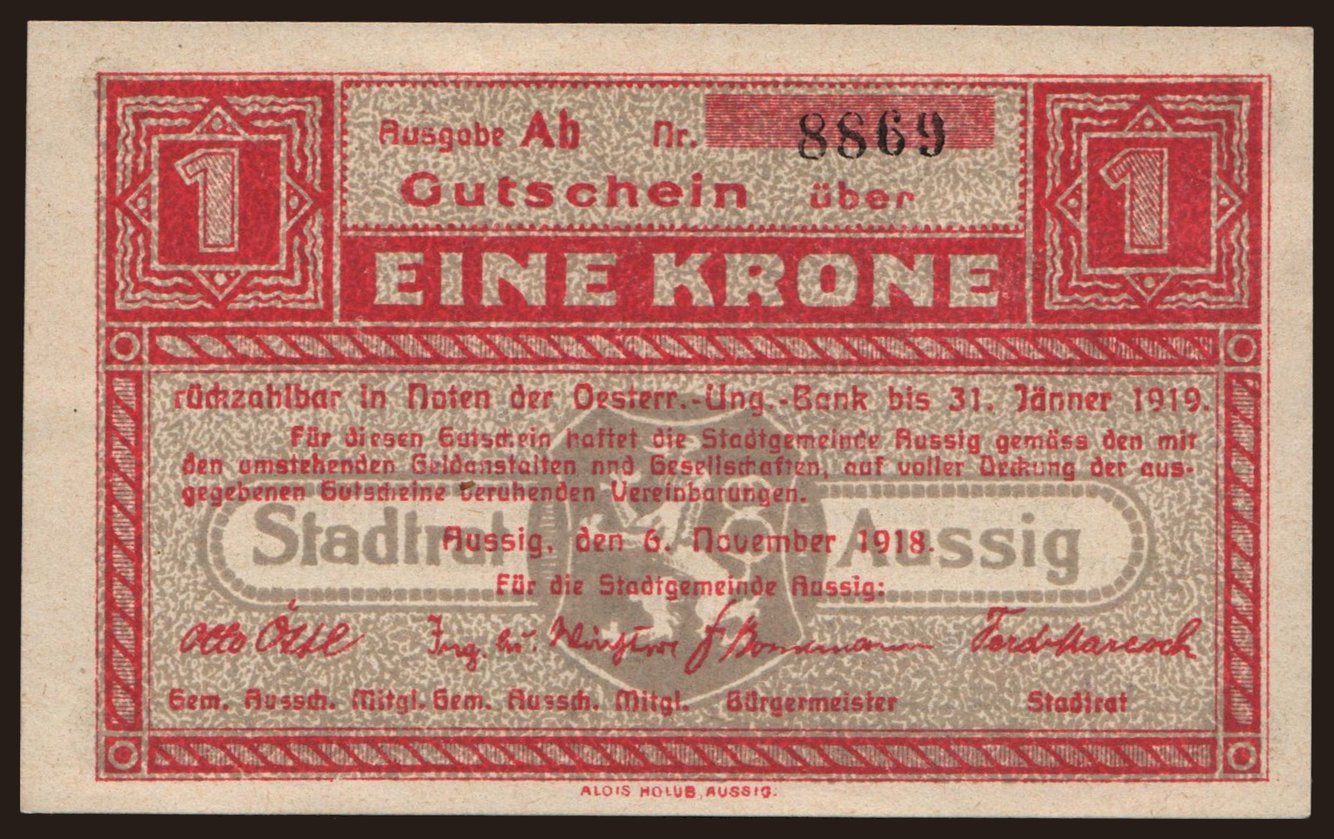 1
1
Ausgabe Ab Nr. 8869
Gutschein über
EINE KRONE
rückzahlbar in Noten der Oesterr.-Ung.-Bank bis 31. Jänner 1919.
Für diesen Gutschein haftet die Stadtgemeinde Aussig gemäss den mit
den umstehenden Geldanstalten nnd Gesellschaften, auf voller Deckung der aus-
gegebenen Gutscheine beruhenden Vereinbarungen.
Stadtrat Aussig
Aussig, den 6. November 1918.
Für die Stadtgemeinde Aussig:
Gem. Aussch. Mitgl. Gem. Aussch. Mitgl. Bürgermeister Stadtrat
ALOIS HOLUB, AUSSIG.